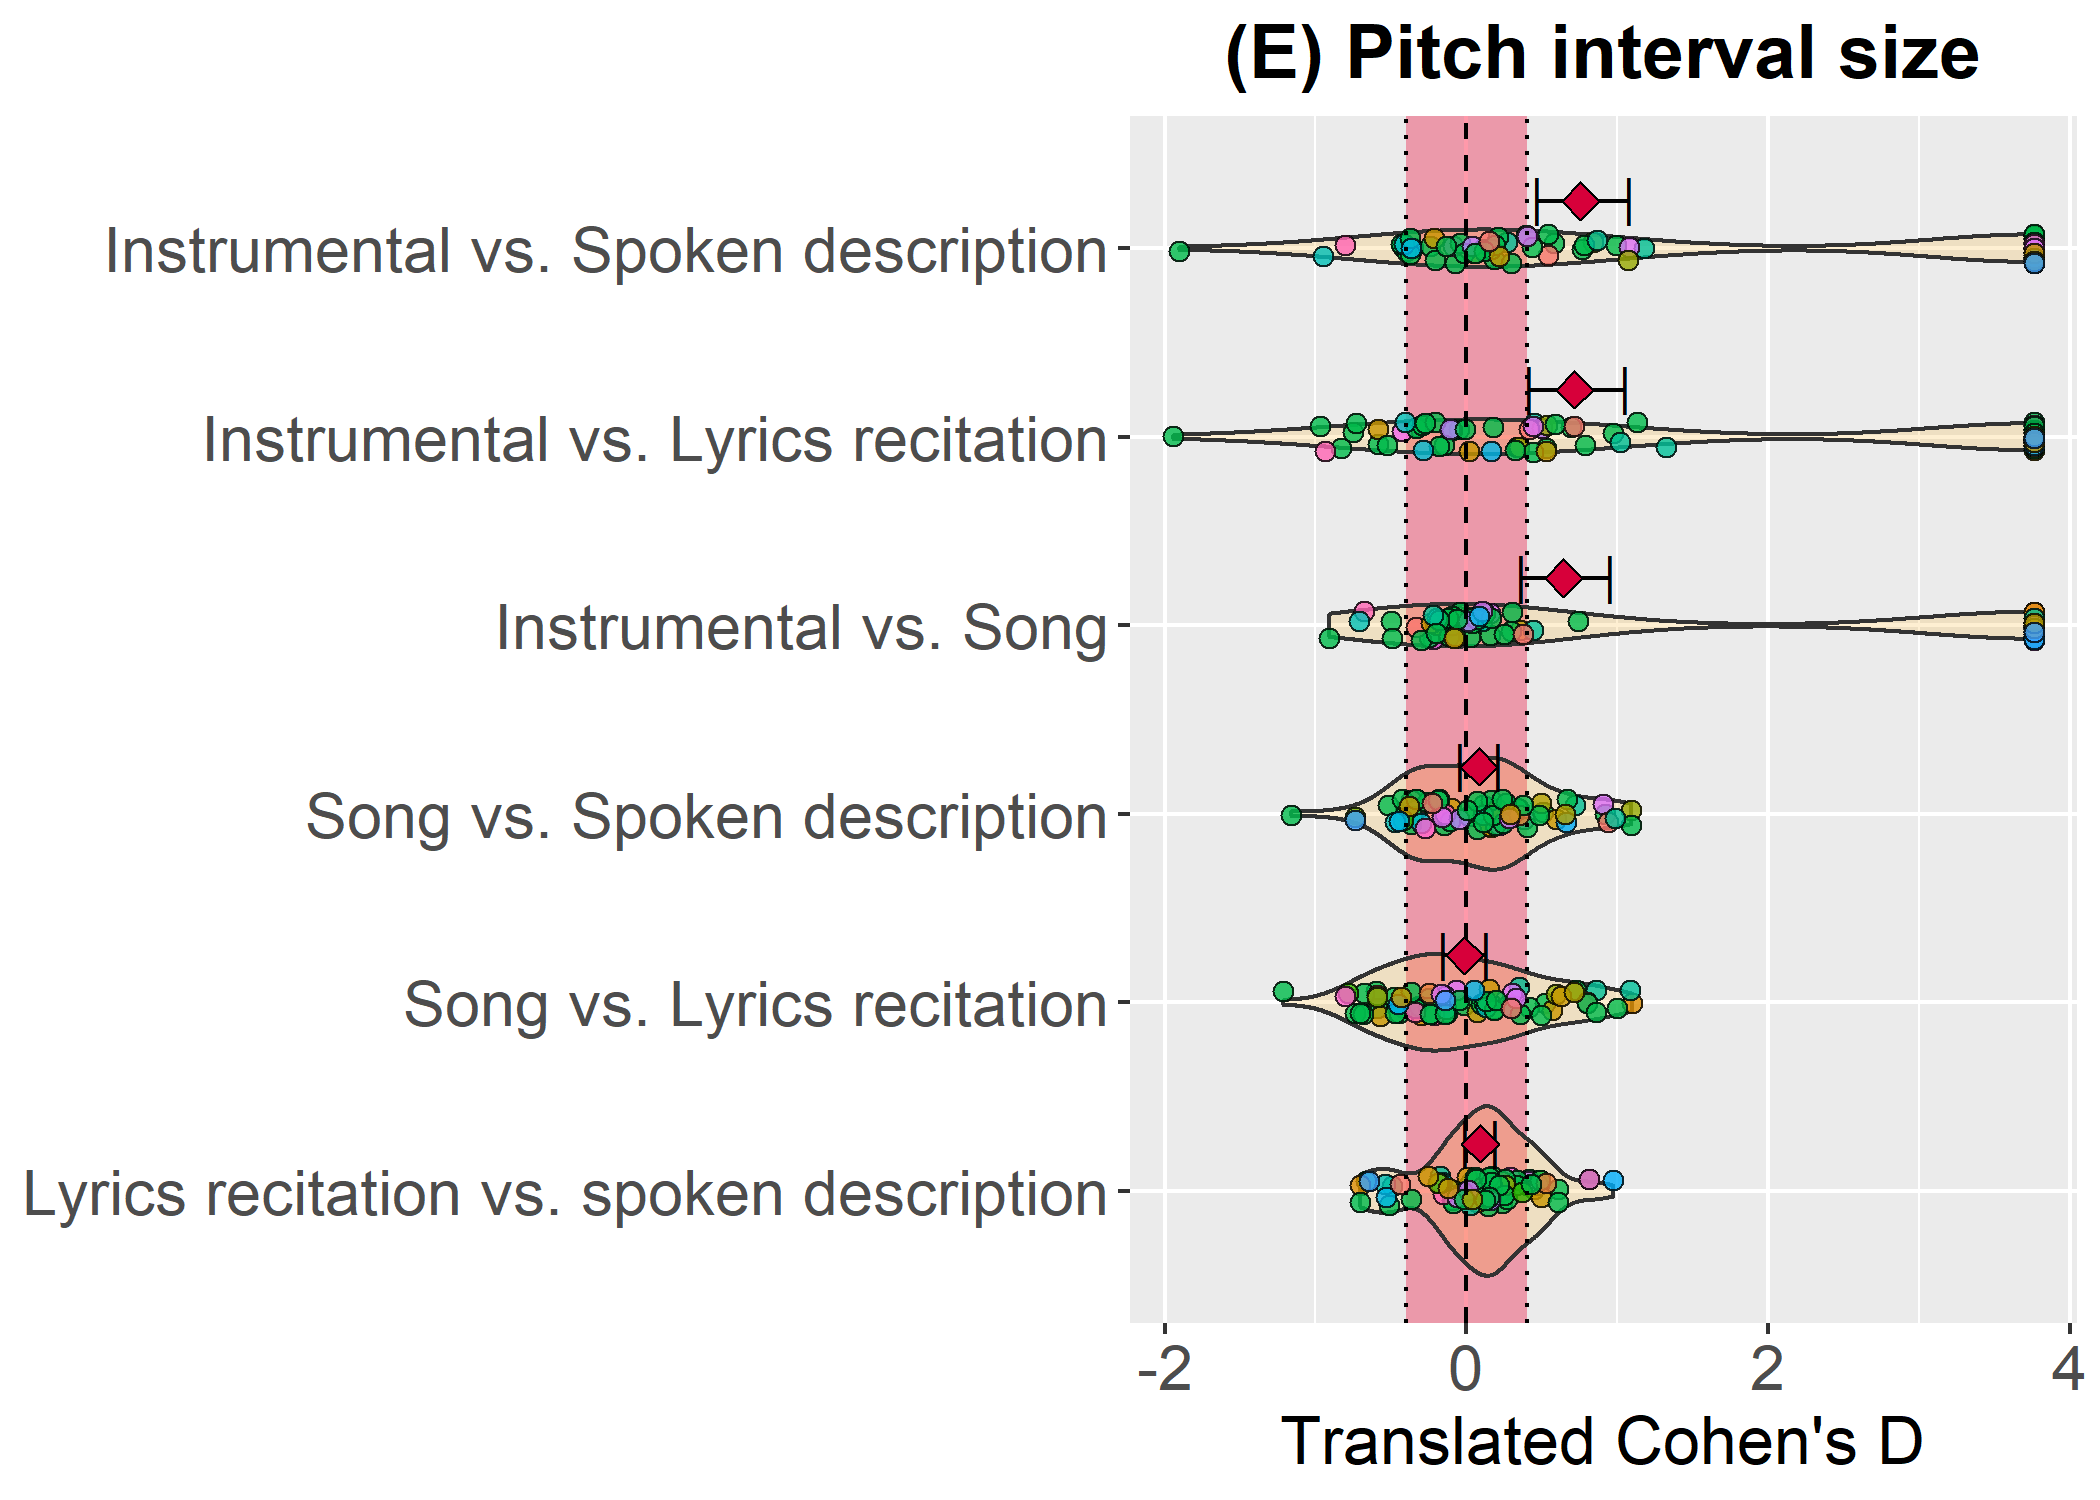 (E) Pitch interval size
Instrumental vs. Spoken description
Instrumental vs. Lyrics recitation
Instrumental vs. Song
Song vs. Spoken description
Song vs. Lyrics recitation
Lyrics recitation vs. spoken description
-2 0 2 4
Translated Cohen's D